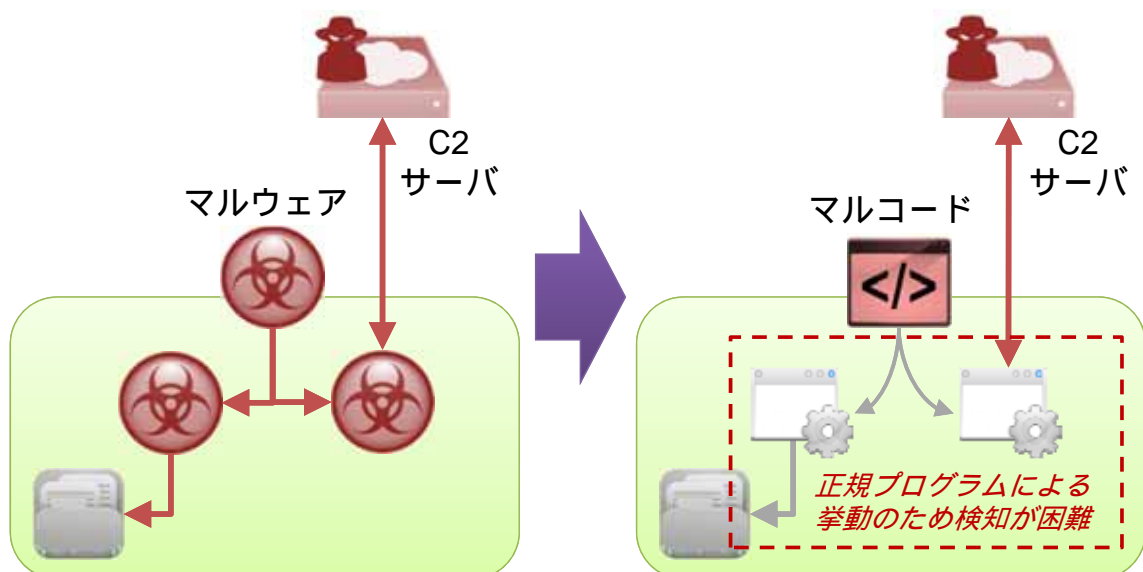 C2
サーバ
マルウェア
C2
サーバ
マルコード
</>
正規プログラムによる
挙動のため検知が困難